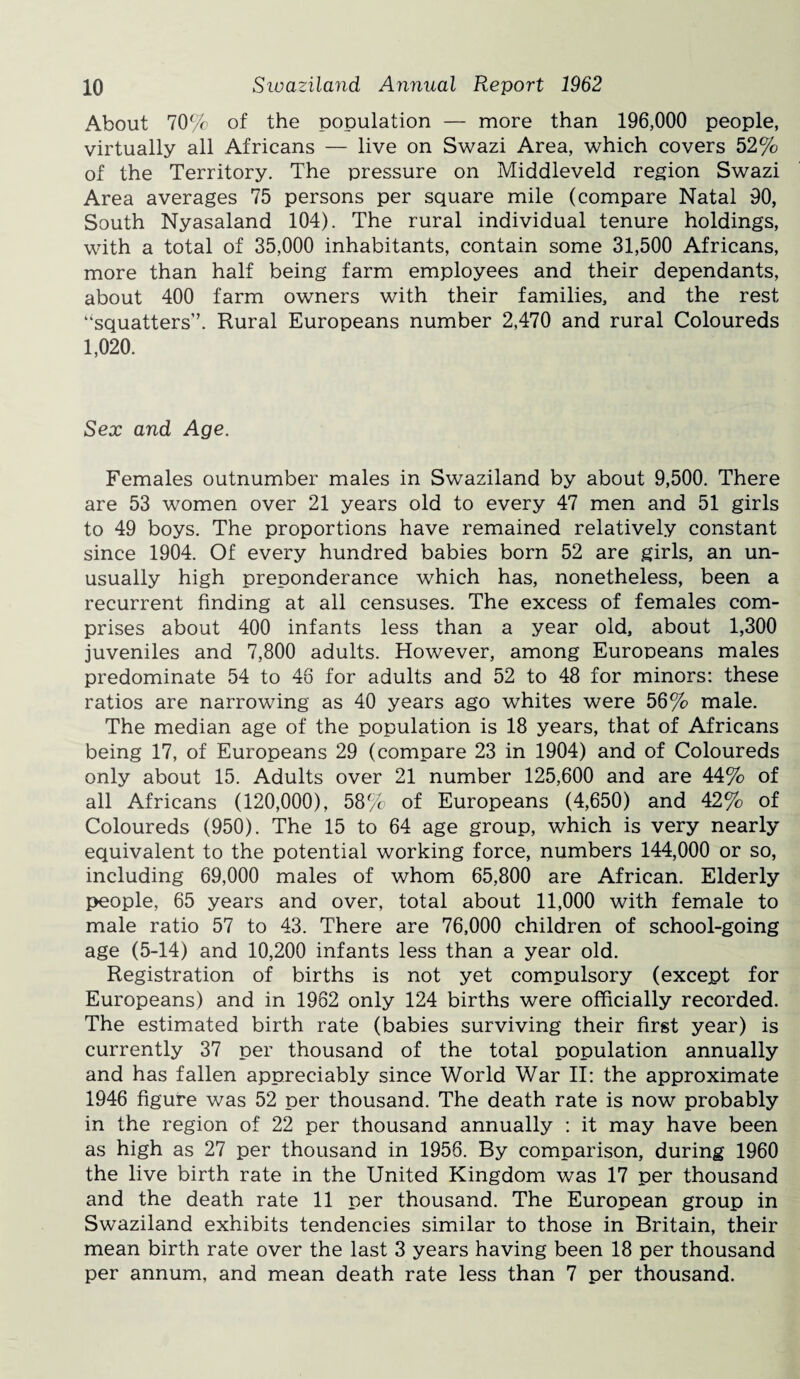 10 Swaziland Annual Report 1962
About 70% of the population — more than 196,000 people,
virtually all Africans — live on Swazi Area, which covers 52%
of the Territory. The pressure on Middleveld region Swazi
Area averages 75 persons per square mile (compare Natal 90,
South Nyasaland 104). The rural individual tenure holdings,
with a total of 35,000 inhabitants, contain some 31,500 Africans,
more than half being farm employees and their dependants,
about 400 farm owners with their families, and the rest
“squatters”. Rural Europeans number 2,470 and rural Coloureds
1,020.
Sex and Age.
Females outnumber males in Swaziland by about 9,500. There
are 53 women over 21 years old to every 47 men and 51 girls
to 49 boys. The proportions have remained relatively constant
since 1904. Of every hundred babies born 52 are girls, an un-
usually high preponderance which has, nonetheless, been a
recurrent finding at all censuses. The excess of females com-
prises about 400 infants less than a year old, about 1,300
juveniles and 7,800 adults. However, among Europeans males
predominate 54 to 46 for adults and 52 to 48 for minors: these
ratios are narrowing as 40 years ago whites were 56% male.
The median age of the population is 18 years, that of Africans
being 17, of Europeans 29 (compare 23 in 1904) and of Coloureds
only about 15. Adults over 21 number 125,600 and are 44% of
all Africans (120,000), 58% of Europeans (4,650) and 42% of
Coloureds (950). The 15 to 64 age group, which is very nearly
equivalent to the potential working force, numbers 144,000 or so,
including 69,000 males of whom 65,800 are African. Elderly
people, 65 years and over, total about 11,000 with female to
male ratio 57 to 43. There are 76,000 children of school-going
age (5-14) and 10,200 infants less than a year old.
Registration of births is not yet compulsory (except for
Europeans) and in 1962 only 124 births were officially recorded.
The estimated birth rate (babies surviving their first year) is
currently 37 per thousand of the total population annually
and has fallen appreciably since World War II: the approximate
1946 figure was 52 per thousand. The death rate is now probably
in the region of 22 per thousand annually : it may have been
as high as 27 per thousand in 1956. By comparison, during 1960
the live birth rate in the United Kingdom was 17 per thousand
and the death rate 11 per thousand. The European group in
Swaziland exhibits tendencies similar to those in Britain, their
mean birth rate over the last 3 years having been 18 per thousand
per annum, and mean death rate less than 7 per thousand.